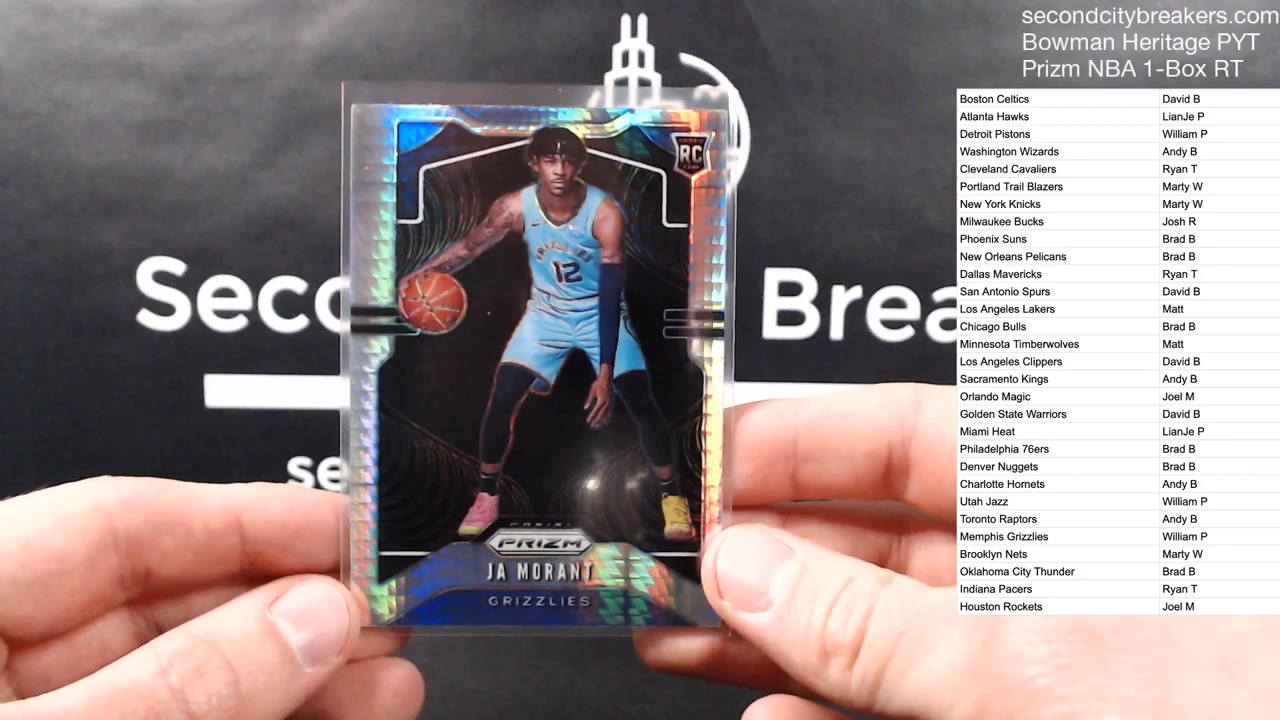 secondcitybreakers.com
Bowman Heritage PYT
Prizm NBA 1-Box RT
Boston Celtics David B
Atlanta Hawks LianJe P
Detroit Pistons William P
Washington Wizards Andy B
Cleveland Cavaliers Ryan T
Portland Trail Blazers Marty W
New York Knicks Marty W
Milwaukee Bucks Josh R
Phoenix Suns Brad B
New Orleans Pelicans Brad B
Dallas Mavericks Ryan T
San Antonio Spurs David B
Los Angeles Lakers Matt
Chicago Bulls Brad B
Minnesota Timberwolves Matt
Los Angeles Clippers David B
Sacramento Kings Andy B
Orlando Magic Joel M
Golden State Warriors David B
Miami Heat LianJe P
Philadelphia 76ers Brad B
Denver Nuggets Brad B
Charlotte Hornets Andy B
Utah Jazz William P
Toronto Raptors Andy B
Memphis Grizzlies William P
Brooklyn Nets Marty W
Oklahoma City Thunder Brad B
Indiana Pacers Ryan T
Houston Rockets Joel M
RC
GRIZZLIES
12
Seco Brea
se
PANINI
PRIZM
JA MORANT
GRIZZLIES